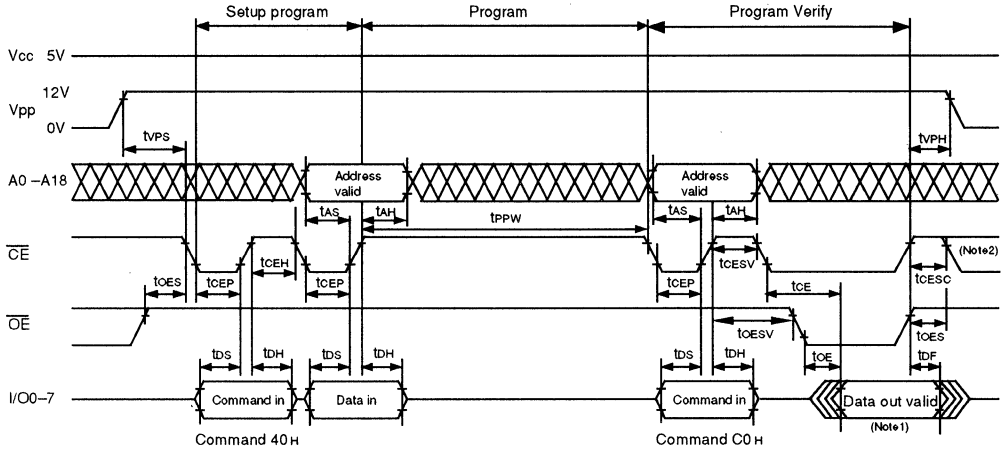 Setup program Program Program Verify
Vcc 5V
12V
Vpp
0V
tVPS tVPH
A0 –A18 Address valid Address valid
tAS tAH tPPW tAS tAH
CE tCEH tCESV (Note2)
tOES tCEP tCEP tCEP tCE tCESC
OE tOESV tOES
tDS tDH tDS tDH tDS tDH tOE tDF
I/O0–7 Command in Data in Command in Data out valid
(Note1)
Command 40H Command C0H